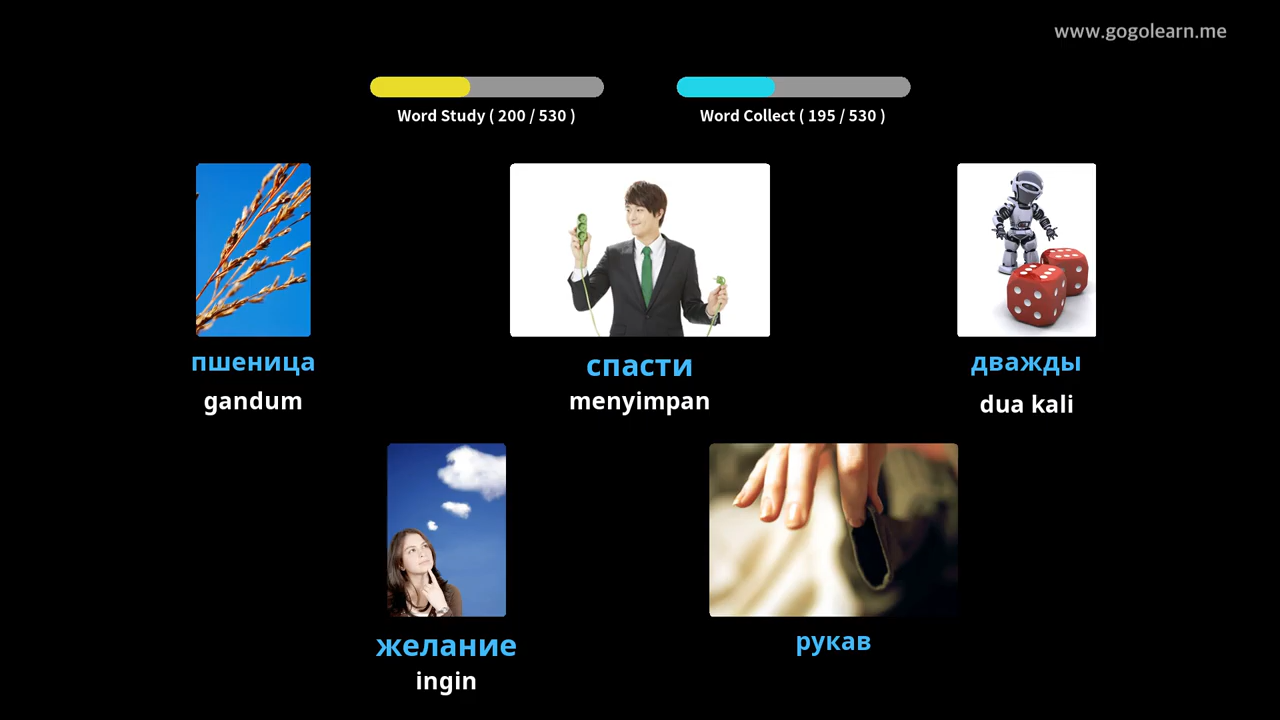 www.gogolearn.me
Word Study ( 200 / 530 )
Word Collect ( 195 / 530 )
пшеница
gandum
спасти
menyimpan
дважды
dua kali
желание
ingin
рукав